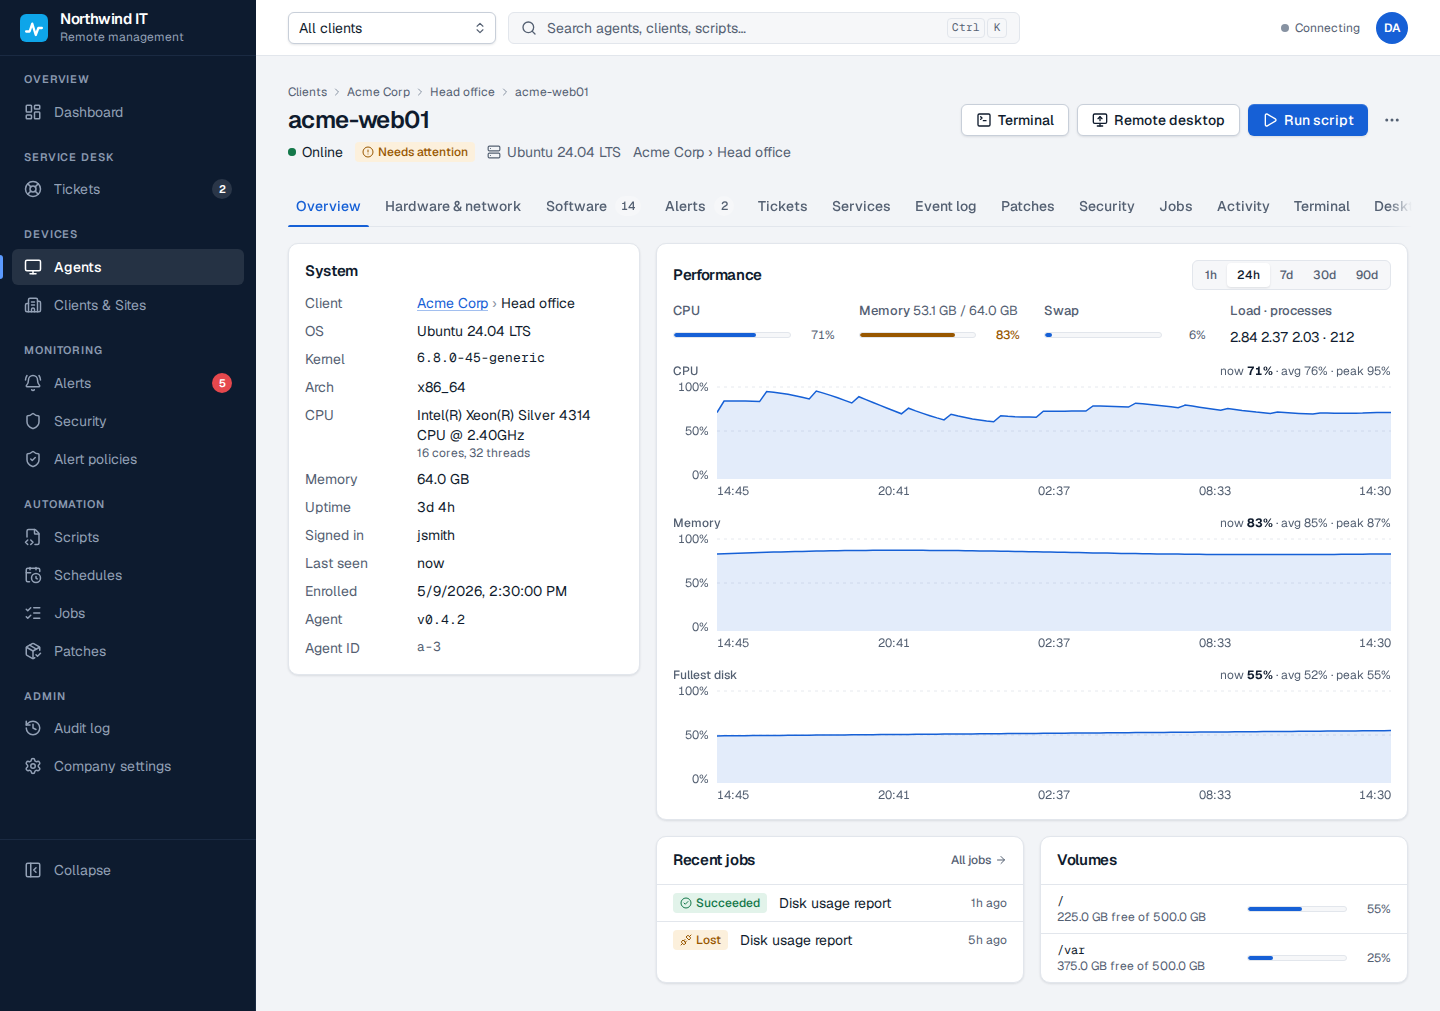 Northwind IT
Remote management
OVERVIEW
Dashboard
SERVICE DESK
Tickets 2
DEVICES
Agents
Clients & Sites
MONITORING
Alerts 5
Security
Alert policies
AUTOMATION
Scripts
Schedules
Jobs
Patches
ADMIN
Audit log
Company settings
Collapse
All clients
Search agents, clients, scripts…
Ctrl K
Connecting
DA
Clients › Acme Corp › Head office › acme-web01
acme-web01
Terminal
Remote desktop
Run script
Online
Needs attention
Ubuntu 24.04 LTS
Acme Corp › Head office
Overview Hardware & network Software 14 Alerts 2 Tickets Services Event log Patches Security Jobs Activity Terminal Desk
System
Client Acme Corp › Head office
OS Ubuntu 24.04 LTS
Kernel 6.8.0-45-generic
Arch x86_64
CPU Intel(R) Xeon(R) Silver 4314
CPU @ 2.40GHz
16 cores, 32 threads
Memory 64.0 GB
Uptime 3d 4h
Signed in jsmith
Last seen now
Enrolled 5/9/2026, 2:30:00 PM
Agent v0.4.2
Agent ID a-3
Performance
1h 24h 7d 30d 90d
CPU
71%
Memory 53.1 GB / 64.0 GB
83%
Swap
6%
Load · processes
2.84 2.37 2.03 · 212
CPU
now 71% · avg 76% · peak 95%
100%
50%
0%
14:45 20:41 02:37 08:33 14:30
Memory
now 83% · avg 85% · peak 87%
100%
50%
0%
14:45 20:41 02:37 08:33 14:30
Fullest disk
now 55% · avg 52% · peak 55%
100%
50%
0%
14:45 20:41 02:37 08:33 14:30
Recent jobs
All jobs →
Succeeded Disk usage report 1h ago
Lost Disk usage report 5h ago
Volumes
/
225.0 GB free of 500.0 GB
55%
/var
375.0 GB free of 500.0 GB
25%